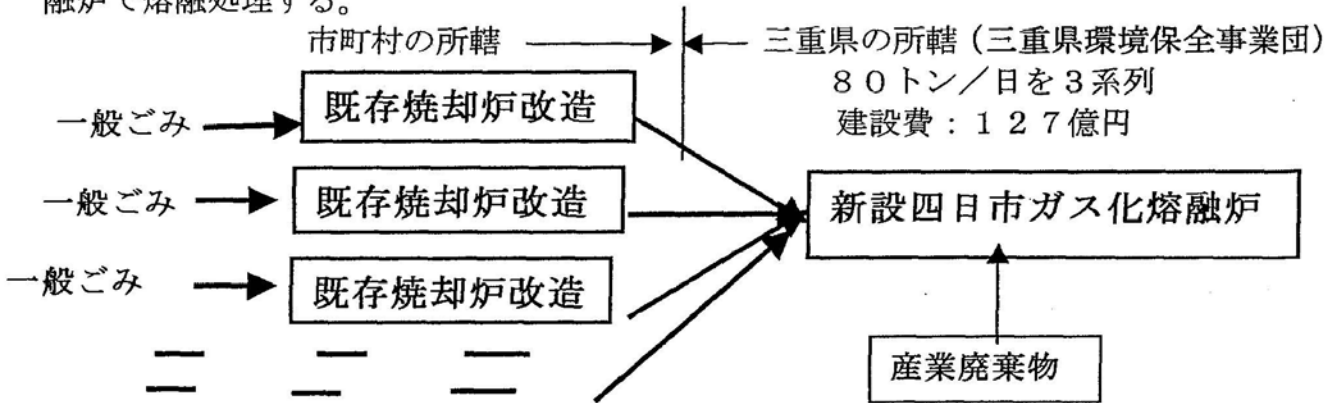 融炉で熔融処理する。
市町村の所轄
三重県の所轄(三重県環境保全事業団)
８０トン／日を３系列
建設費：１２７億円
一般ごみ
既存焼却炉改造
一般ごみ
既存焼却炉改造
新設四日市ガス化熔融炉
一般ごみ
既存焼却炉改造
産業廃棄物